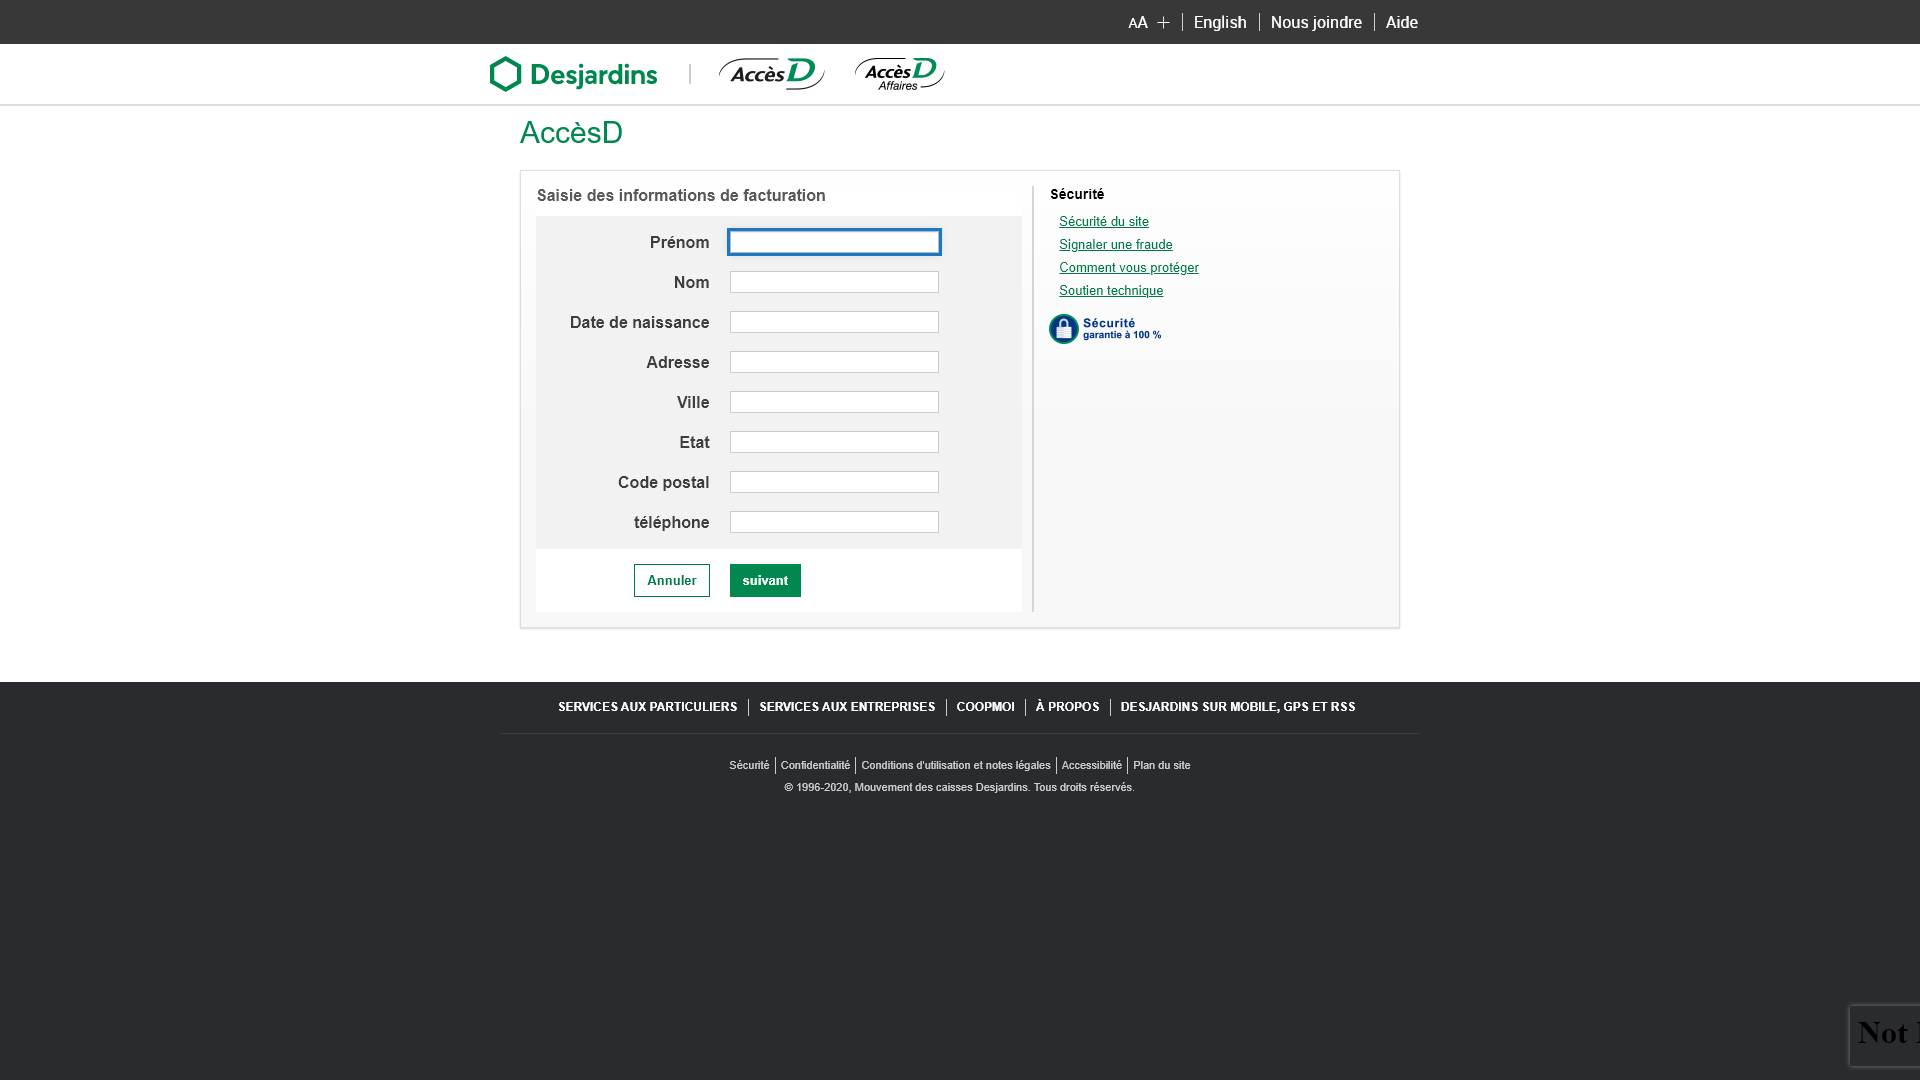 AA + English Nous joindre Aide
Desjardins AccèsD AccèsD Affaires
AccèsD
Saisie des informations de facturation
Prénom
Nom
Date de naissance
Adresse
Ville
Etat
Code postal
téléphone
Annuler suivant
Sécurité
Sécurité du site
Signaler une fraude
Comment vous protéger
Soutien technique
Sécurité
garantie à 100 %
SERVICES AUX PARTICULIERS SERVICES AUX ENTREPRISES COOPMOI À PROPOS DESJARDINS SUR MOBILE, GPS ET RSS
Sécurité Confidentialité Conditions d'utilisation et notes légales Accessibilité Plan du site
© 1996-2020, Mouvement des caisses Desjardins. Tous droits réservés.
Not